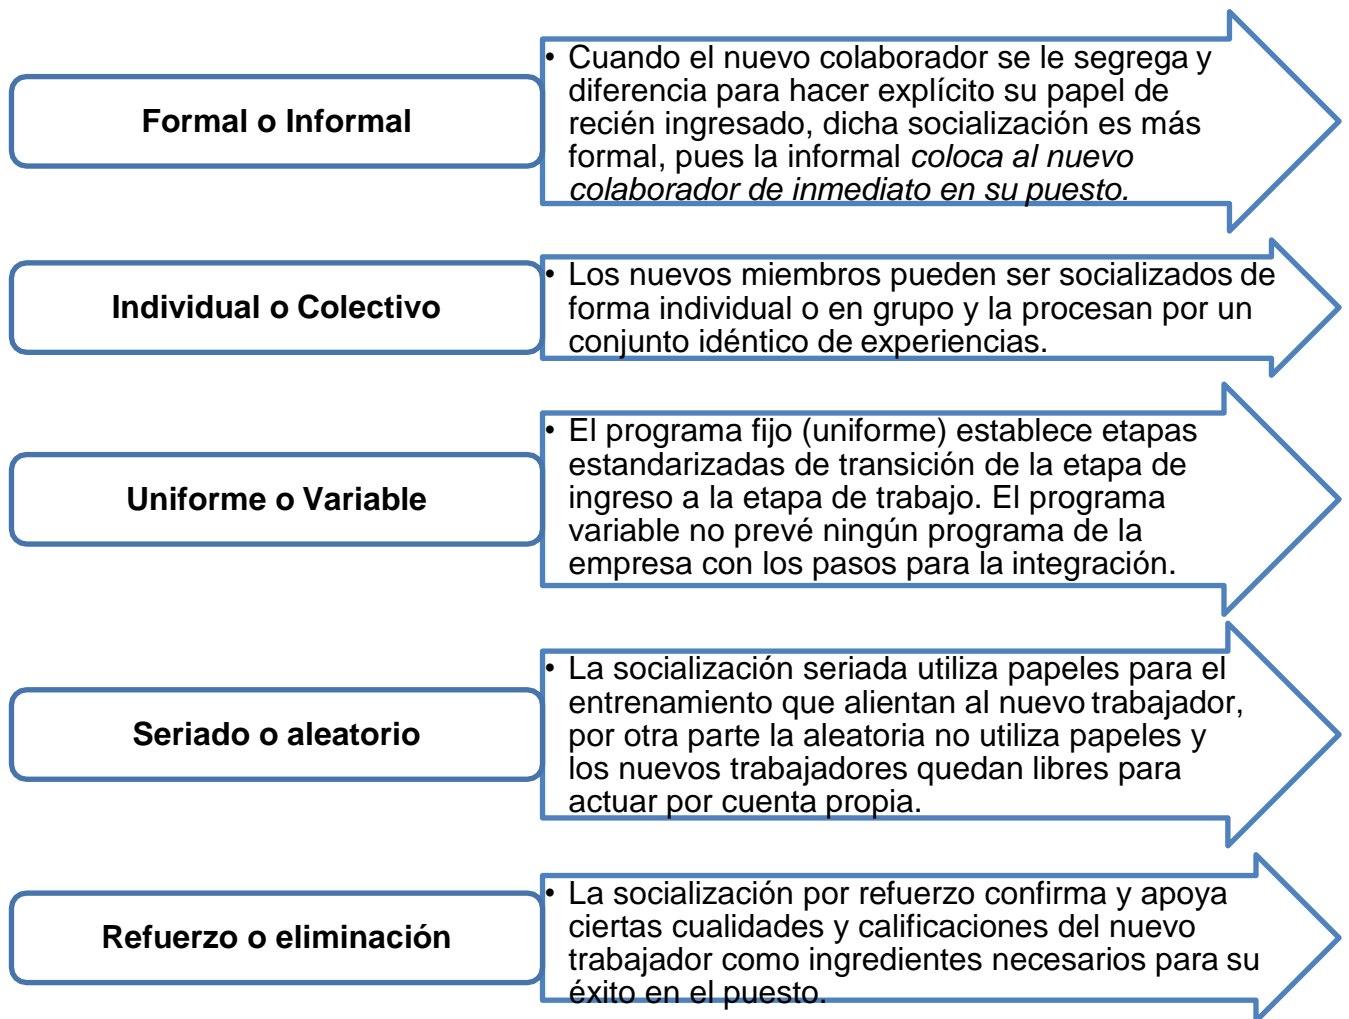 Formal o Informal
• Cuando el nuevo colaborador se le segrega y
diferencia para hacer explícito su papel de
recién ingresado, dicha socialización es más
formal, pues la informal coloca al nuevo
colaborador de inmediato en su puesto.
Individual o Colectivo
• Los nuevos miembros pueden ser socializados de
forma individual o en grupo y la procesan por un
conjunto idéntico de experiencias.
Uniforme o Variable
• El programa fijo (uniforme) establece etapas
estandarizadas de transición de la etapa de
ingreso a la etapa de trabajo. El programa
variable no prevé ningún programa de la
empresa con los pasos para la integración.
Seriado o aleatorio
• La socialización seriada utiliza papeles para el
entrenamiento que alientan al nuevo trabajador,
por otra parte la aleatoria no utiliza papeles y
los nuevos trabajadores quedan libres para
actuar por cuenta propia.
Refuerzo o eliminación
• La socialización por refuerzo confirma y apoya
ciertas cualidades y calificaciones del nuevo
trabajador como ingredientes necesarios para su
éxito en el puesto.